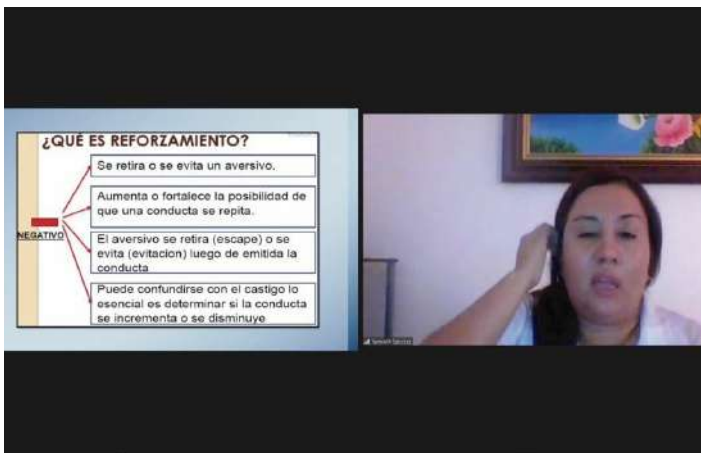 ¿QUÉ ES REFORZAMIENTO?
Se retira o se evita un aversivo.
Aumenta o fortalece la posibilidad de
que una conducta se repita.
NEGATIVO
El aversivo se retira (escape) o se
evita (evitacion) luego de emitida la
conducta
Puede confundirse con el castigo lo
esencial es determinar si la conducta
se incrementa o se disminuye